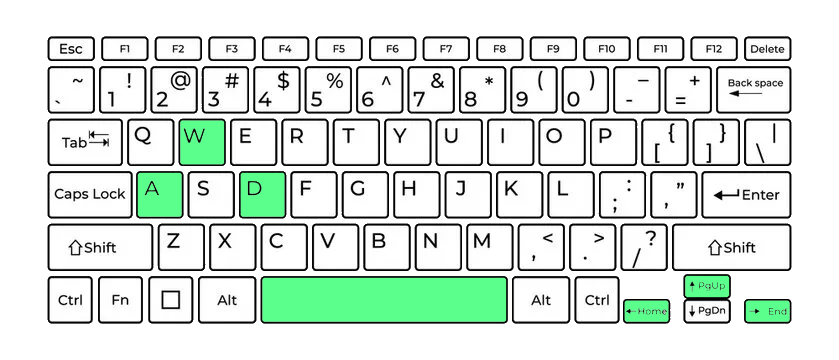 Esc F1 F2 F3 F4 F5 F6 F7 F8 F9 F10 F11 F12 Delete
~ ` ! 1 @ 2 # 3 $ 4 % 5 ^ 6 & 7 * 8 ( 9 ) 0 – - + = Back space
Tab Q W E R T Y U I O P { [ } ] | \
Caps Lock A S D F G H J K L : ; " , Enter
Shift Z X C V B N M < , > . ? / Shift
Ctrl Fn Alt Alt Ctrl Home PgUp PgDn End